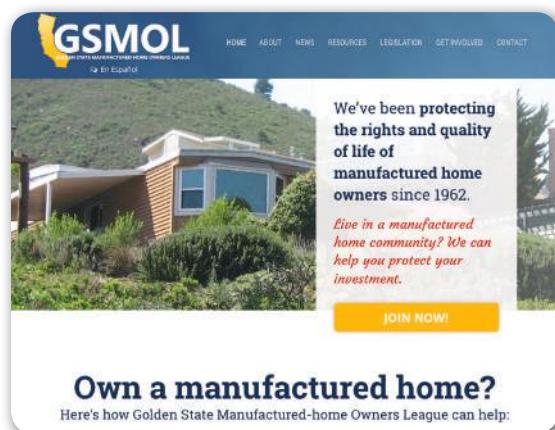 GSMOL
GOLDEN STATE MANUFACTURED-HOME OWNERS LEAGUE
En Español
HOME ABOUT NEWS RESOURCES LEGISLATION GET INVOLVED CONTACT
We've been protecting
the rights and quality
of life of
manufactured home
owners since 1962.
Live in a manufactured
home community? We can
help you protect your
investment.
JOIN NOW!
Own a manufactured home?
Here's how Golden State Manufactured-home Owners League can help: